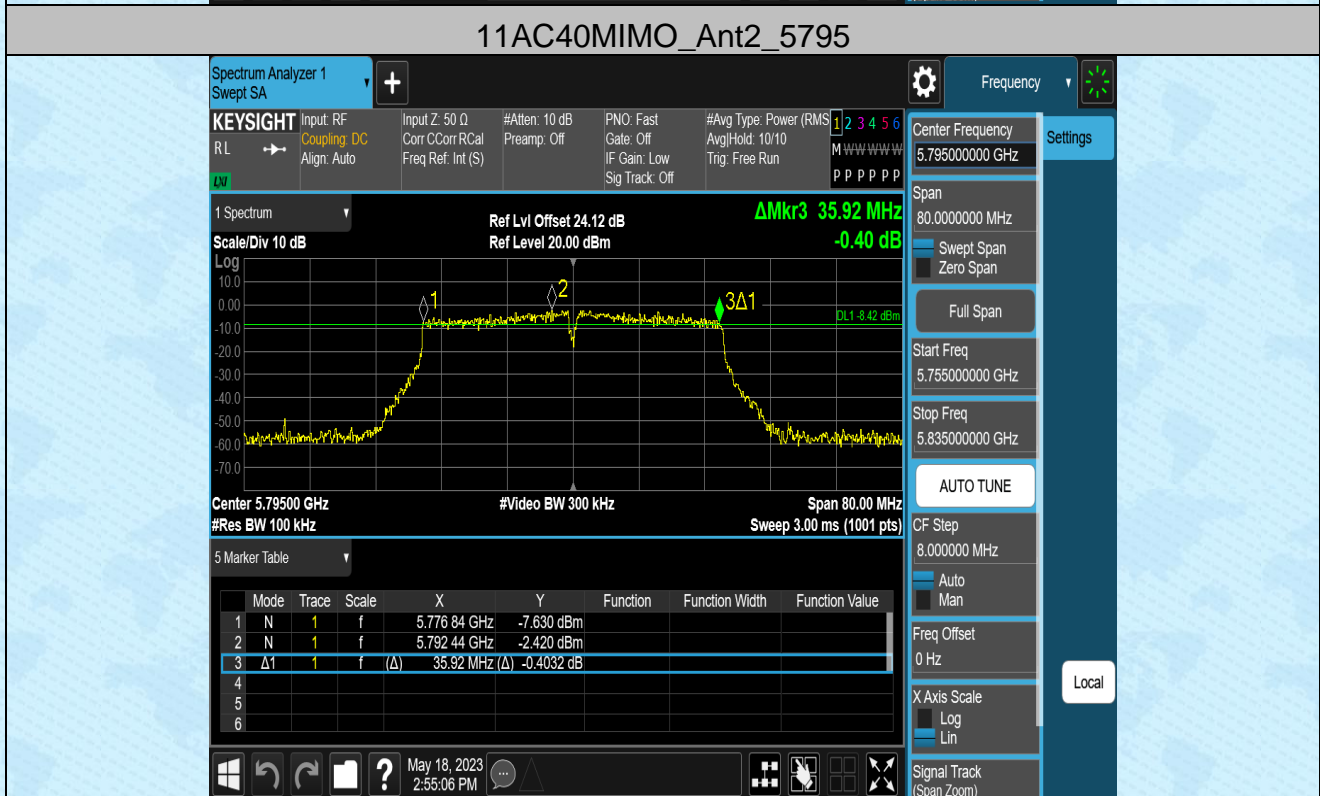 11AC40MIMO_Ant2_5795
Spectrum Analyzer 1
Swept SA
+
Frequency
KEYSIGHT
RL
LXI
Input: RF
Coupling: DC
Align: Auto
Input Z: 50 Ω
Corr CCorr RCal
Freq Ref: Int (S)
#Atten: 10 dB
Preamp: Off
PNO: Fast
Gate: Off
IF Gain: Low
Sig Track: Off
#Avg Type: Power (RMS
Avg|Hold: 10/10
Trig: Free Run
1 2 3 4 5 6
M W W W W W
P P P P P P
1 Spectrum
Scale/Div 10 dB
Ref Lvl Offset 24.12 dB
Ref Level 20.00 dBm
ΔMkr3 35.92 MHz
-0.40 dB
Log
10.0
0.00
-10.0
-20.0
-30.0
-40.0
-50.0
-60.0
-70.0
1
2
3Δ1
DL1 -8.42 dBm
Center 5.79500 GHz
#Video BW 300 kHz
Span 80.00 MHz
#Res BW 100 kHz
Sweep 3.00 ms (1001 pts)
5 Marker Table
Mode Trace Scale X Y Function Function Width Function Value
1 N 1 f 5.776 84 GHz -7.630 dBm
2 N 1 f 5.792 44 GHz -2.420 dBm
3 Δ1 1 f (Δ) 35.92 MHz (Δ) -0.4032 dB
4
5
6
May 18, 2023
2:55:06 PM
?
Center Frequency
5.795000000 GHz
Settings
Span
80.0000000 MHz
Swept Span
Zero Span
Full Span
Start Freq
5.755000000 GHz
Stop Freq
5.835000000 GHz
AUTO TUNE
CF Step
8.000000 MHz
Auto
Man
Freq Offset
0 Hz
X Axis Scale
Log
Lin
Local
Signal Track
(Span Zoom)